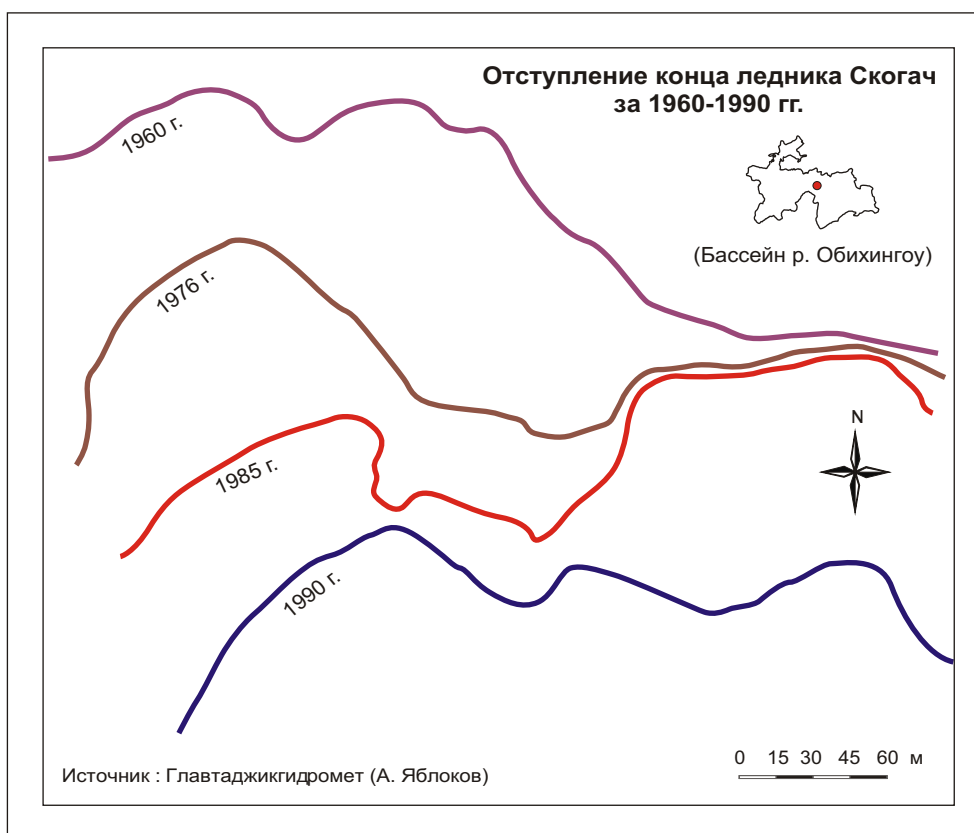 Отступление конца ледника Скогач
за 1960-1990 гг.
1960 г.
(Бассейн р. Обихингоу)
1976 г.
N
1985 г.
1990 г.
0 15 30 45 60 м
Источник : Главтаджикгидромет (А. Яблоков)